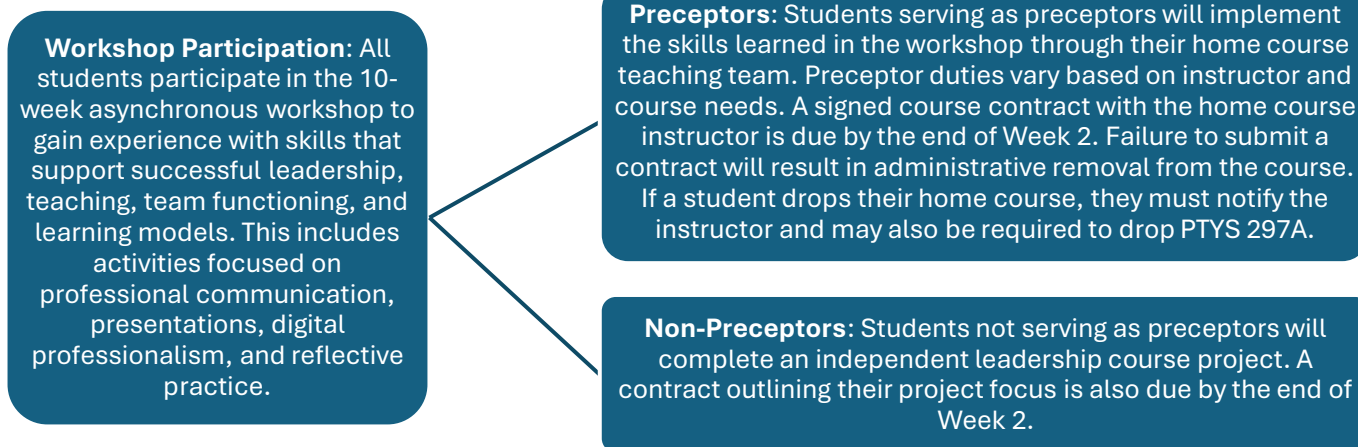 Workshop Participation: All
students participate in the 10-
week asynchronous workshop to
gain experience with skills that
support successful leadership,
teaching, team functioning, and
learning models. This includes
activities focused on
professional communication,
presentations, digital
professionalism, and reflective
practice.
Preceptors: Students serving as preceptors will implement
the skills learned in the workshop through their home course
teaching team. Preceptor duties vary based on instructor and
course needs. A signed course contract with the home course
instructor is due by the end of Week 2. Failure to submit a
contract will result in administrative removal from the course.
If a student drops their home course, they must notify the
instructor and may also be required to drop PTYS 297A.
Non-Preceptors: Students not serving as preceptors will
complete an independent leadership course project. A
contract outlining their project focus is also due by the end of
Week 2.